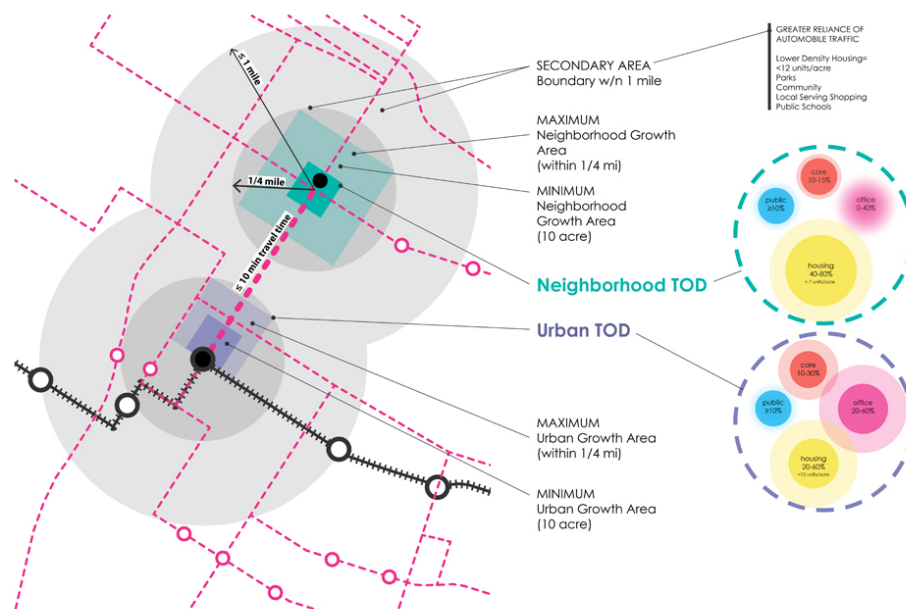 GREATER RELIANCE OF
AUTOMOBILE TRAFFIC
Lower Density Housing=
<12 units/acre
Parks
Community
Local Serving Shopping
Public Schools
≤ 1 mile
SECONDARY AREA
Boundary w/n 1 mile
MAXIMUM
Neighborhood Growth
Area
(within 1/4 mi)
1/4 mile
MINIMUM
Neighborhood
Growth Area
(10 acre)
≤ 10 min travel time
Neighborhood TOD
core
10-15%
public
≥10%
office
0-40%
housing
40-80%
< 7 units/acre
Urban TOD
core
10-30%
public
≥10%
office
20-60%
housing
20-60%
<12 units/acre
MAXIMUM
Urban Growth Area
(within 1/4 mi)
MINIMUM
Urban Growth Area
(10 acre)